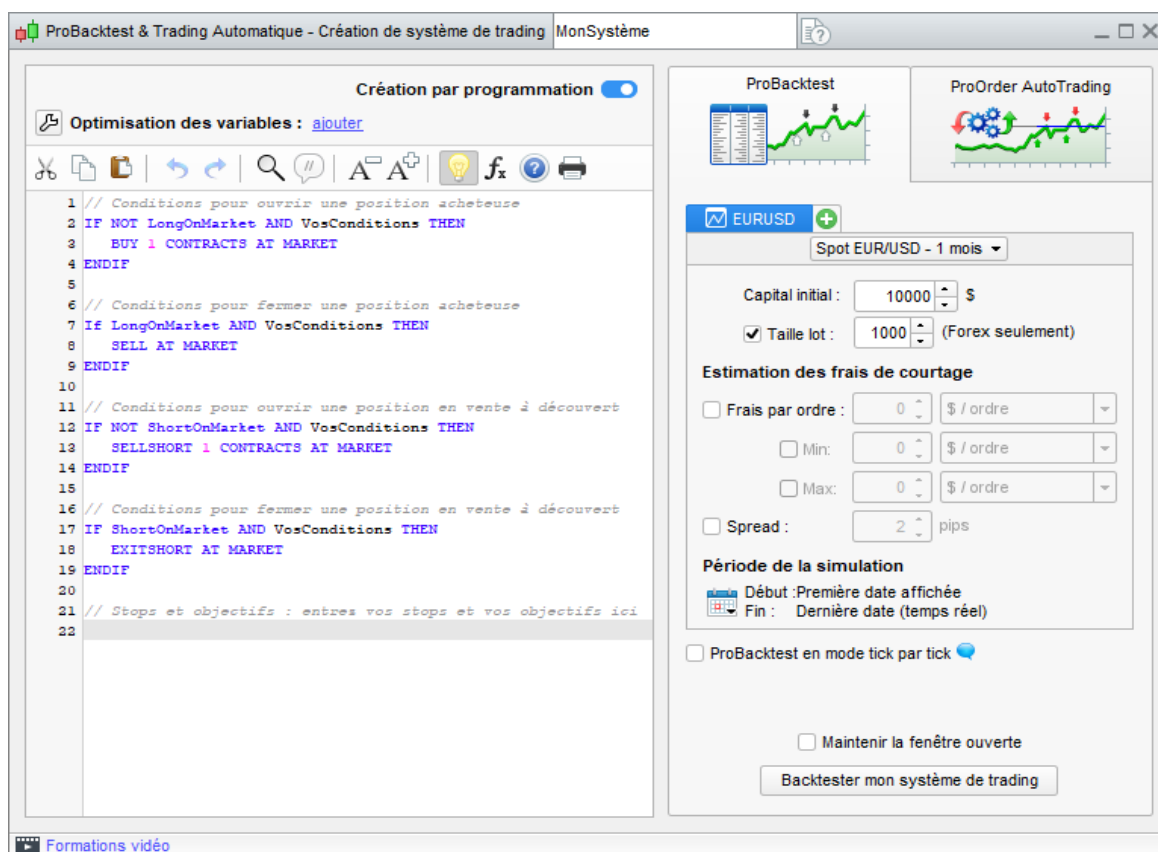 ProBacktest & Trading Automatique - Création de système de trading MonSystème
Création par programmation
Optimisation des variables : ajouter
1 // Conditions pour ouvrir une position acheteuse
2 IF NOT LongOnMarket AND VosConditions THEN
3 BUY 1 CONTRACTS AT MARKET
4 ENDIF
5
6 // Conditions pour fermer une position acheteuse
7 If LongOnMarket AND VosConditions THEN
8 SELL AT MARKET
9 ENDIF
10
11 // Conditions pour ouvrir une position en vente à découvert
12 IF NOT ShortOnMarket AND VosConditions THEN
13 SELLSHORT 1 CONTRACTS AT MARKET
14 ENDIF
15
16 // Conditions pour fermer une position en vente à découvert
17 IF ShortOnMarket AND VosConditions THEN
18 EXITSHORT AT MARKET
19 ENDIF
20
21 // Stops et objectifs : entres vos stops et vos objectifs ici
22
ProBacktest
ProOrder AutoTrading
EURUSD
Spot EUR/USD - 1 mois
Capital initial : 10000 $
Taille lot : 1000 (Forex seulement)
Estimation des frais de courtage
Frais par ordre : 0 $ / ordre
Min: 0 $ / ordre
Max: 0 $ / ordre
Spread : 2 pips
Période de la simulation
Début :Première date affichée
Fin : Dernière date (temps réel)
ProBacktest en mode tick par tick
Maintenir la fenêtre ouverte
Backtester mon système de trading
Formations vidéo